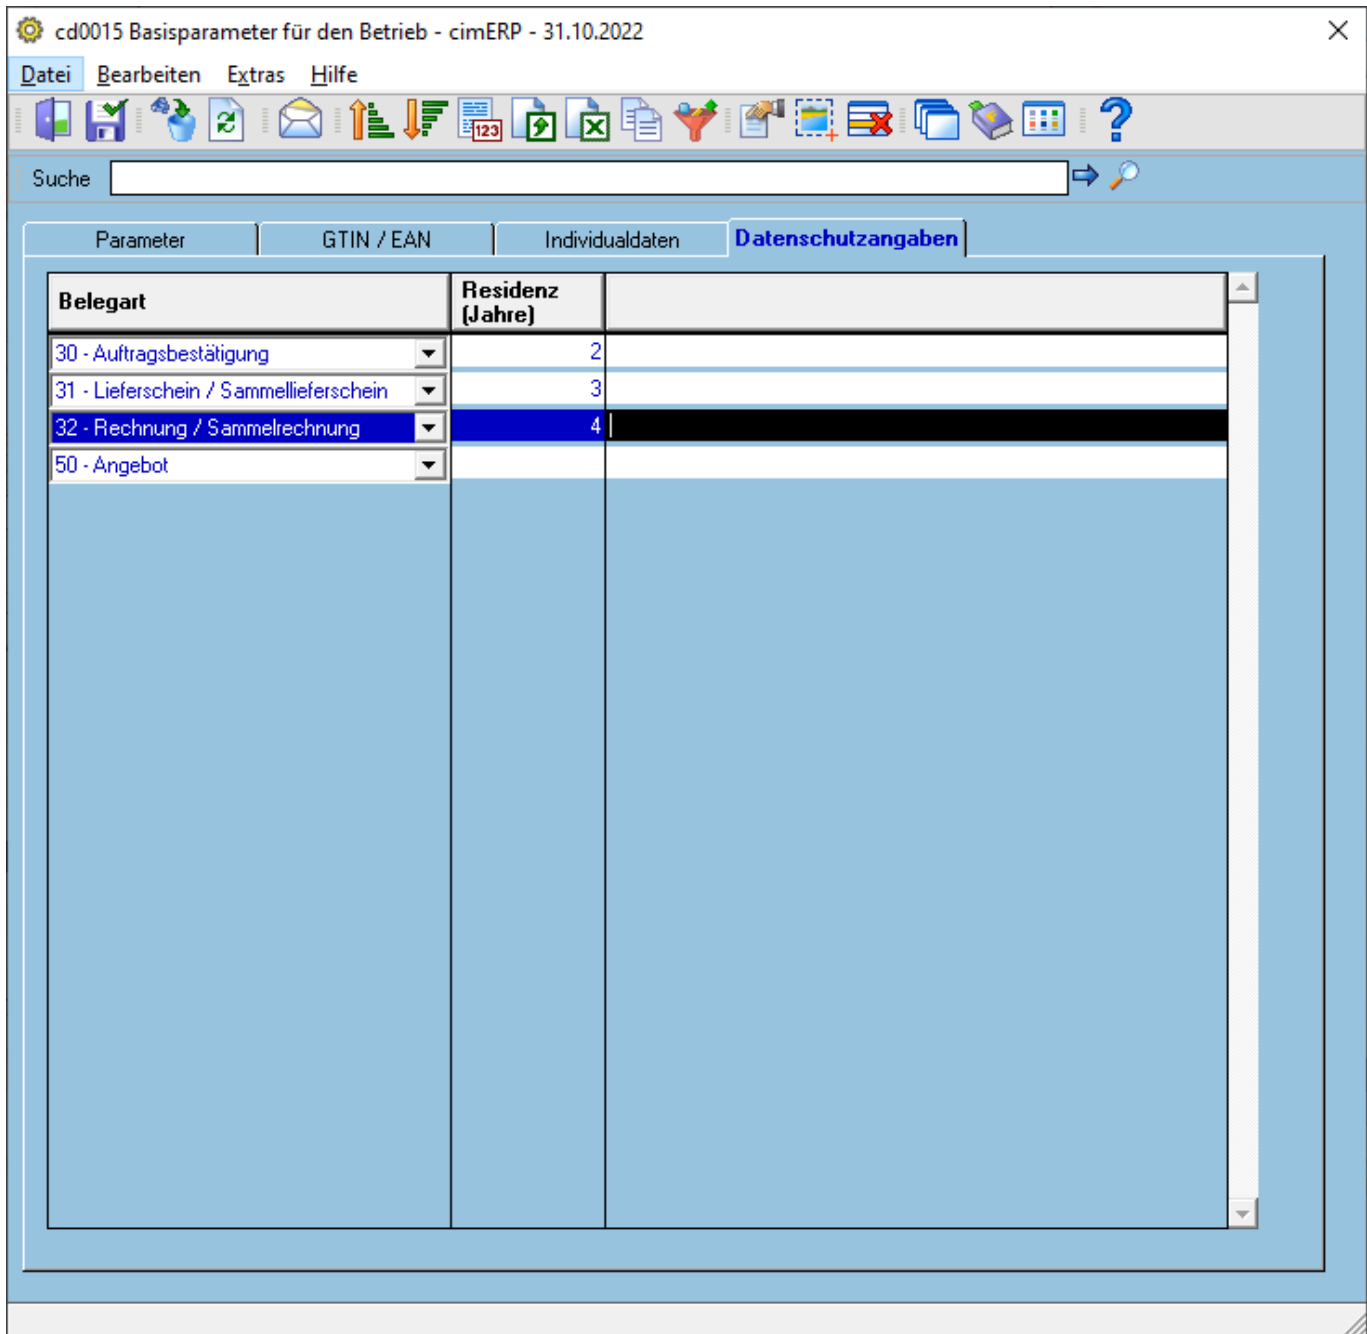 cd0015 Basisparameter für den Betrieb - cimERP - 31.10.2022
Datei Bearbeiten Extras Hilfe
123
Suche
Parameter GTIN / EAN Individualdaten Datenschutzangaben
Belegart Residenz (Jahre)
30 - Auftragsbestätigung 2
31 - Lieferschein / Sammellieferschein 3
32 - Rechnung / Sammelrechnung 4
50 - Angebot